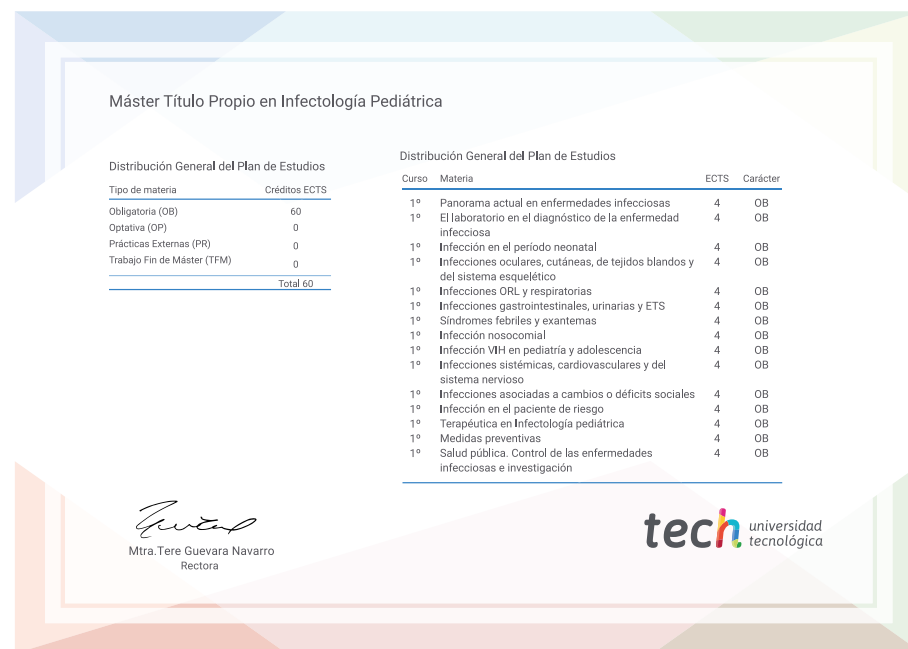 Máster Título Propio en Infectología Pediátrica
Distribución General del Plan de Estudios
Tipo de materia Créditos ECTS
Obligatoria (OB) 60
Optativa (OP) 0
Prácticas Externas (PR) 0
Trabajo Fin de Máster (TFM) 0
Total 60
Distribución General del Plan de Estudios
Curso Materia ECTS Carácter
1º Panorama actual en enfermedades infecciosas 4 OB
1º El laboratorio en el diagnóstico de la enfermedad 4 OB
infecciosa
1º Infección en el período neonatal 4 OB
1º Infecciones oculares, cutáneas, de tejidos blandos y 4 OB
del sistema esquelético
1º Infecciones ORL y respiratorias 4 OB
1º Infecciones gastrointestinales, urinarias y ETS 4 OB
1º Síndromes febriles y exantemas 4 OB
1º Infección nosocomial 4 OB
1º Infección VIH en pediatría y adolescencia 4 OB
1º Infecciones sistémicas, cardiovasculares y del 4 OB
sistema nervioso
1º Infecciones asociadas a cambios o déficits sociales 4 OB
1º Infección en el paciente de riesgo 4 OB
1º Terapéutica en Infectología pediátrica 4 OB
1º Medidas preventivas 4 OB
1º Salud pública. Control de las enfermedades 4 OB
infecciosas e investigación
Mtra.Tere Guevara Navarro
Rectora
tech universidad
tecnológica